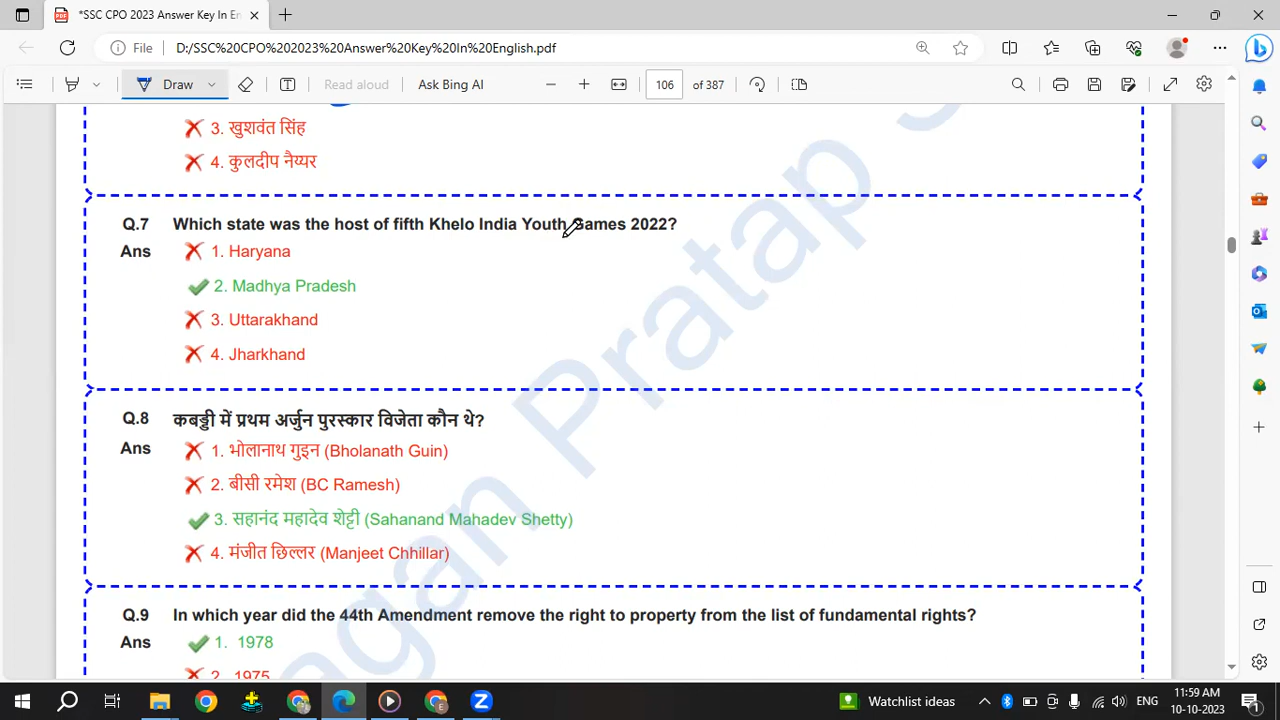 *SSC CPO 2023 Answer Key In En
File D:/SSC%20CPO%202023%20Answer%20Key%20In%20English.pdf
Draw Read aloud Ask Bing AI 106 of 387
3. खुशवंत सिंह
4. कुलदीप नैय्यर
Q.7 Which state was the host of fifth Khelo India Youth Games 2022?
Ans 1. Haryana
2. Madhya Pradesh
3. Uttarakhand
4. Jharkhand
Q.8 कबड्डी में प्रथम अर्जुन पुरस्कार विजेता कौन थे?
Ans 1. भोलानाथ गुइन (Bholanath Guin)
2. बीसी रमेश (BC Ramesh)
3. सहानंद महादेव शेट्टी (Sahanand Mahadev Shetty)
4. मंजीत छिल्लर (Manjeet Chhillar)
Q.9 In which year did the 44th Amendment remove the right to property from the list of fundamental rights?
Ans 1. 1978
2. 1975
agan Pratap S
Watchlist ideas ENG 11:59 AM
10-10-2023